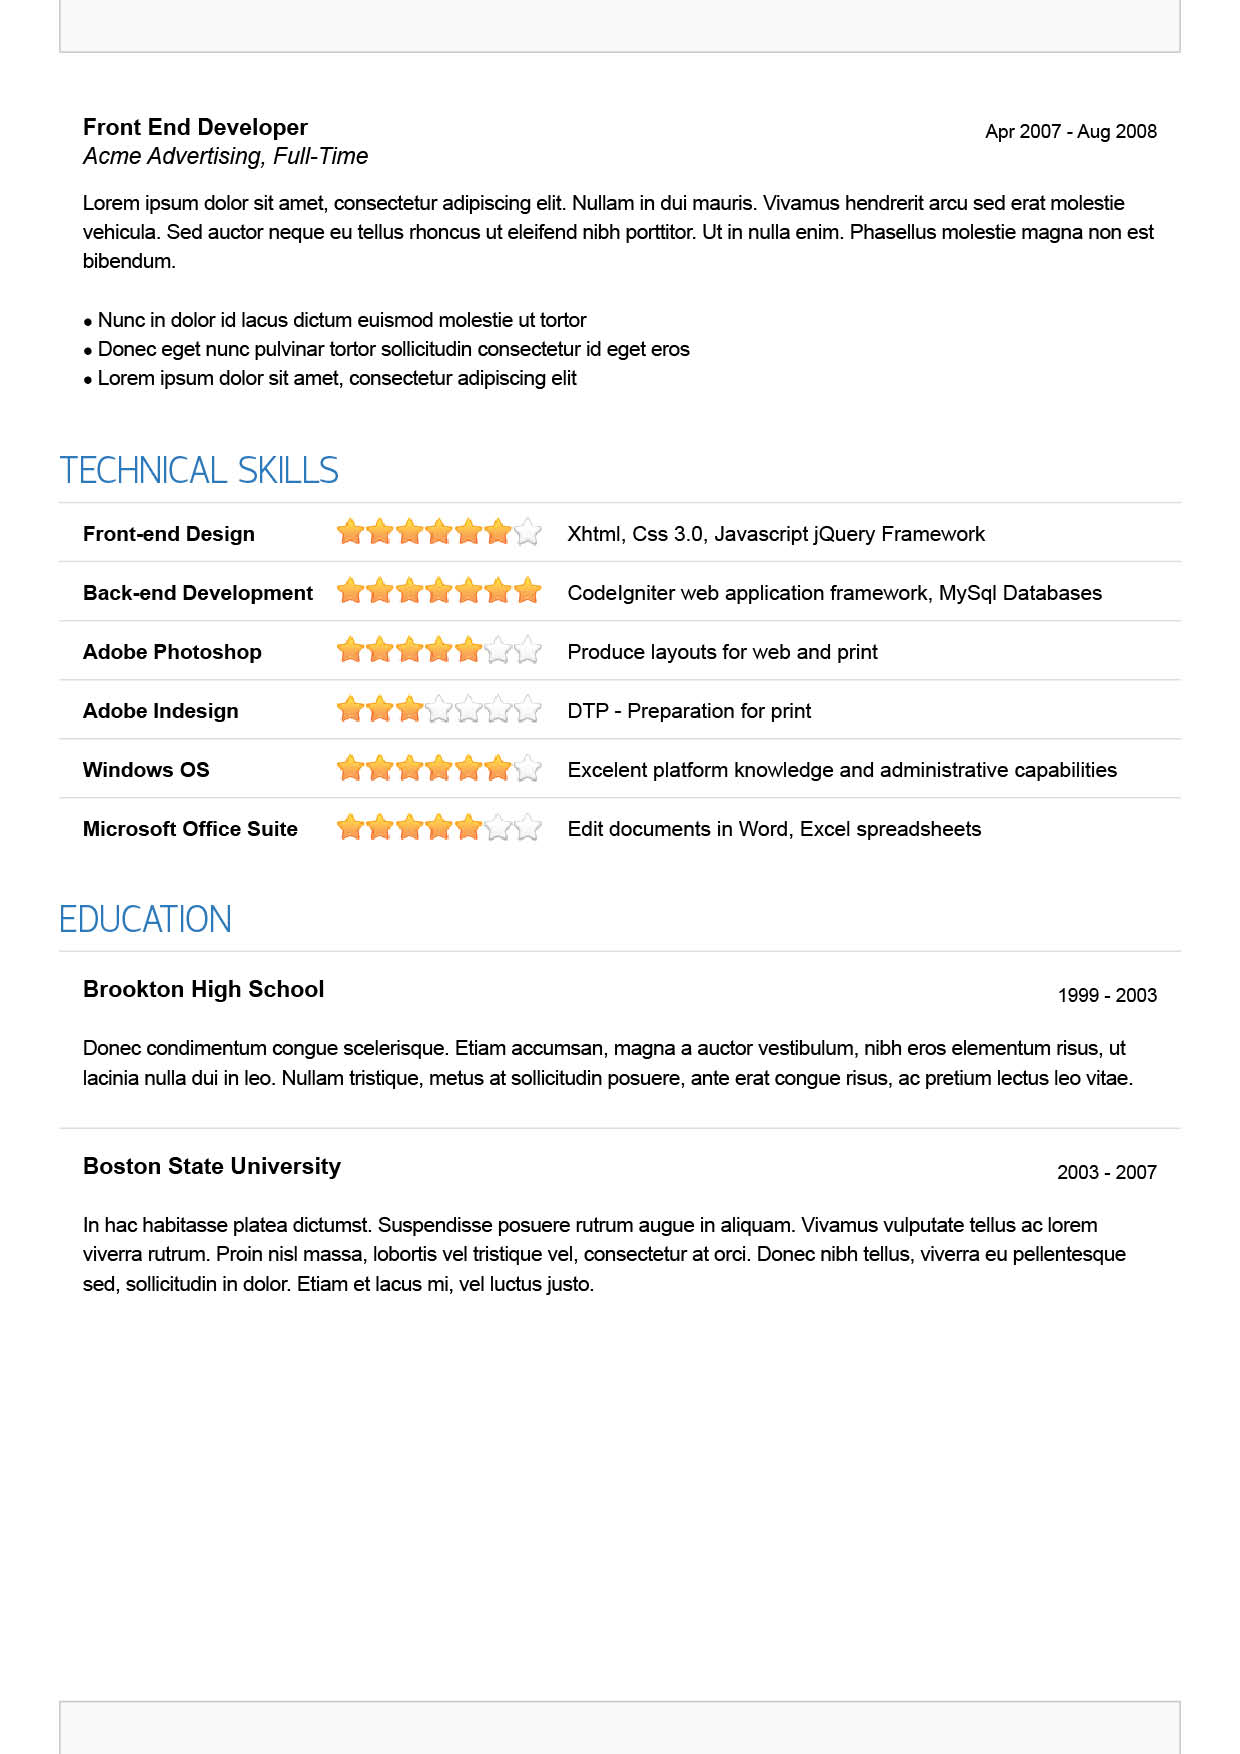 Front End Developer
Apr 2007 - Aug 2008
Acme Advertising, Full-Time
Lorem ipsum dolor sit amet, consectetur adipiscing elit. Nullam in dui mauris. Vivamus hendrerit arcu sed erat molestie
vehicula. Sed auctor neque eu tellus rhoncus ut eleifend nibh porttitor. Ut in nulla enim. Phasellus molestie magna non est
bibendum.
• Nunc in dolor id lacus dictum euismod molestie ut tortor
• Donec eget nunc pulvinar tortor sollicitudin consectetur id eget eros
• Lorem ipsum dolor sit amet, consectetur adipiscing elit
TECHNICAL SKILLS
Front-end Design Xhtml, Css 3.0, Javascript jQuery Framework
Back-end Development CodeIgniter web application framework, MySql Databases
Adobe Photoshop Produce layouts for web and print
Adobe Indesign DTP - Preparation for print
Windows OS Excelent platform knowledge and administrative capabilities
Microsoft Office Suite Edit documents in Word, Excel spreadsheets
EDUCATION
Brookton High School
1999 - 2003
Donec condimentum congue scelerisque. Etiam accumsan, magna a auctor vestibulum, nibh eros elementum risus, ut
lacinia nulla dui in leo. Nullam tristique, metus at sollicitudin posuere, ante erat congue risus, ac pretium lectus leo vitae.
Boston State University
2003 - 2007
In hac habitasse platea dictumst. Suspendisse posuere rutrum augue in aliquam. Vivamus vulputate tellus ac lorem
viverra rutrum. Proin nisl massa, lobortis vel tristique vel, consectetur at orci. Donec nibh tellus, viverra eu pellentesque
sed, sollicitudin in dolor. Etiam et lacus mi, vel luctus justo.